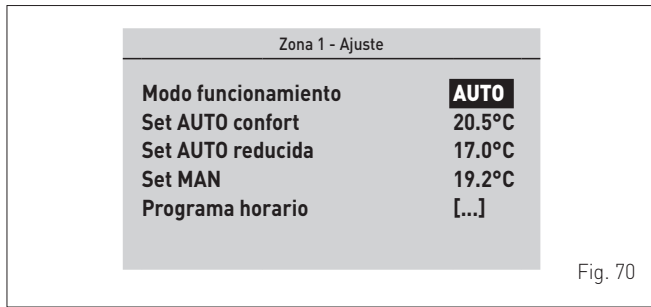 Zona 1 - Ajuste
Modo funcionamiento AUTO
Set AUTO confort 20.5°C
Set AUTO reducida 17.0°C
Set MAN 19.2°C
Programa horario [...]
Fig. 70